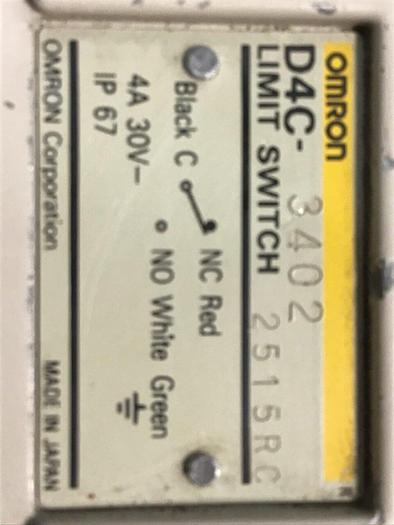 OMRON
D4C- 3402
LIMIT SWITCH 2515RC
Black C NC Red
NO White Green
4A 30V⎓
IP 67
OMRON Corporation MADE IN JAPAN